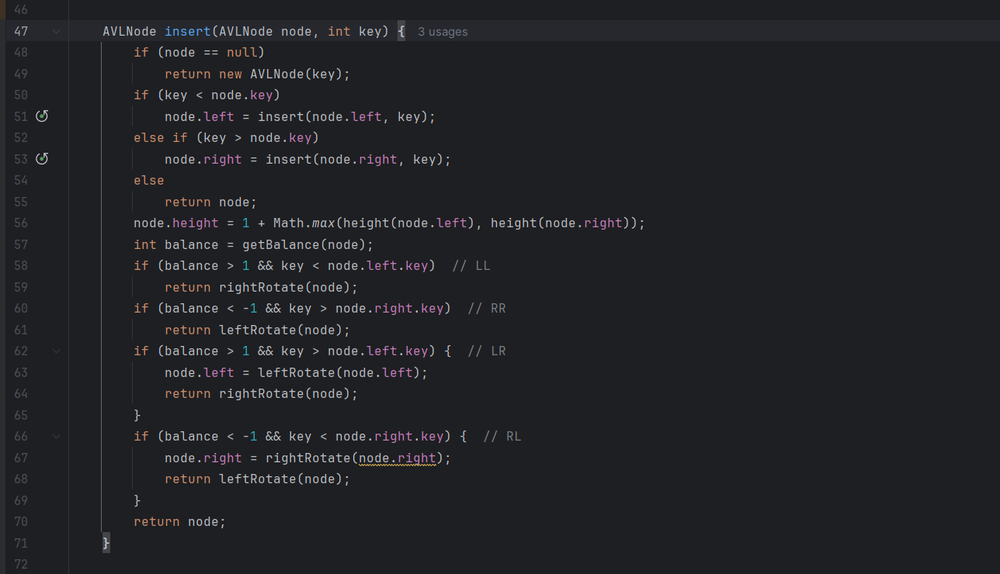 46
47 AVLNode insert(AVLNode node, int key) { 3 usages
48 if (node == null)
49 return new AVLNode(key);
50 if (key < node.key)
51 node.left = insert(node.left, key);
52 else if (key > node.key)
53 node.right = insert(node.right, key);
54 else
55 return node;
56 node.height = 1 + Math.max(height(node.left), height(node.right));
57 int balance = getBalance(node);
58 if (balance > 1 && key < node.left.key)  // LL
59 return rightRotate(node);
60 if (balance < -1 && key > node.right.key)  // RR
61 return leftRotate(node);
62 if (balance > 1 && key > node.left.key) {  // LR
63 node.left = leftRotate(node.left);
64 return rightRotate(node);
65 }
66 if (balance < -1 && key < node.right.key) {  // RL
67 node.right = rightRotate(node.right);
68 return leftRotate(node);
69 }
70 return node;
71 }
72